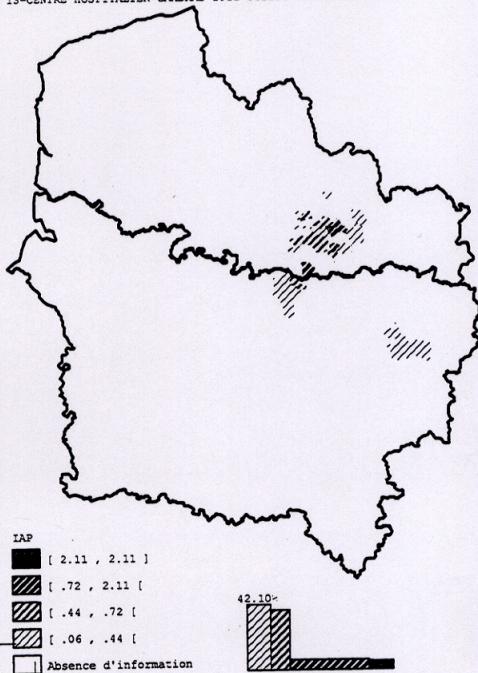 IAP
[ 2.11 , 2.11 ]
[ .72 , 2.11 [
[ .44 , .72 [
[ .06 , .44 [
Absence d'information
42.10%